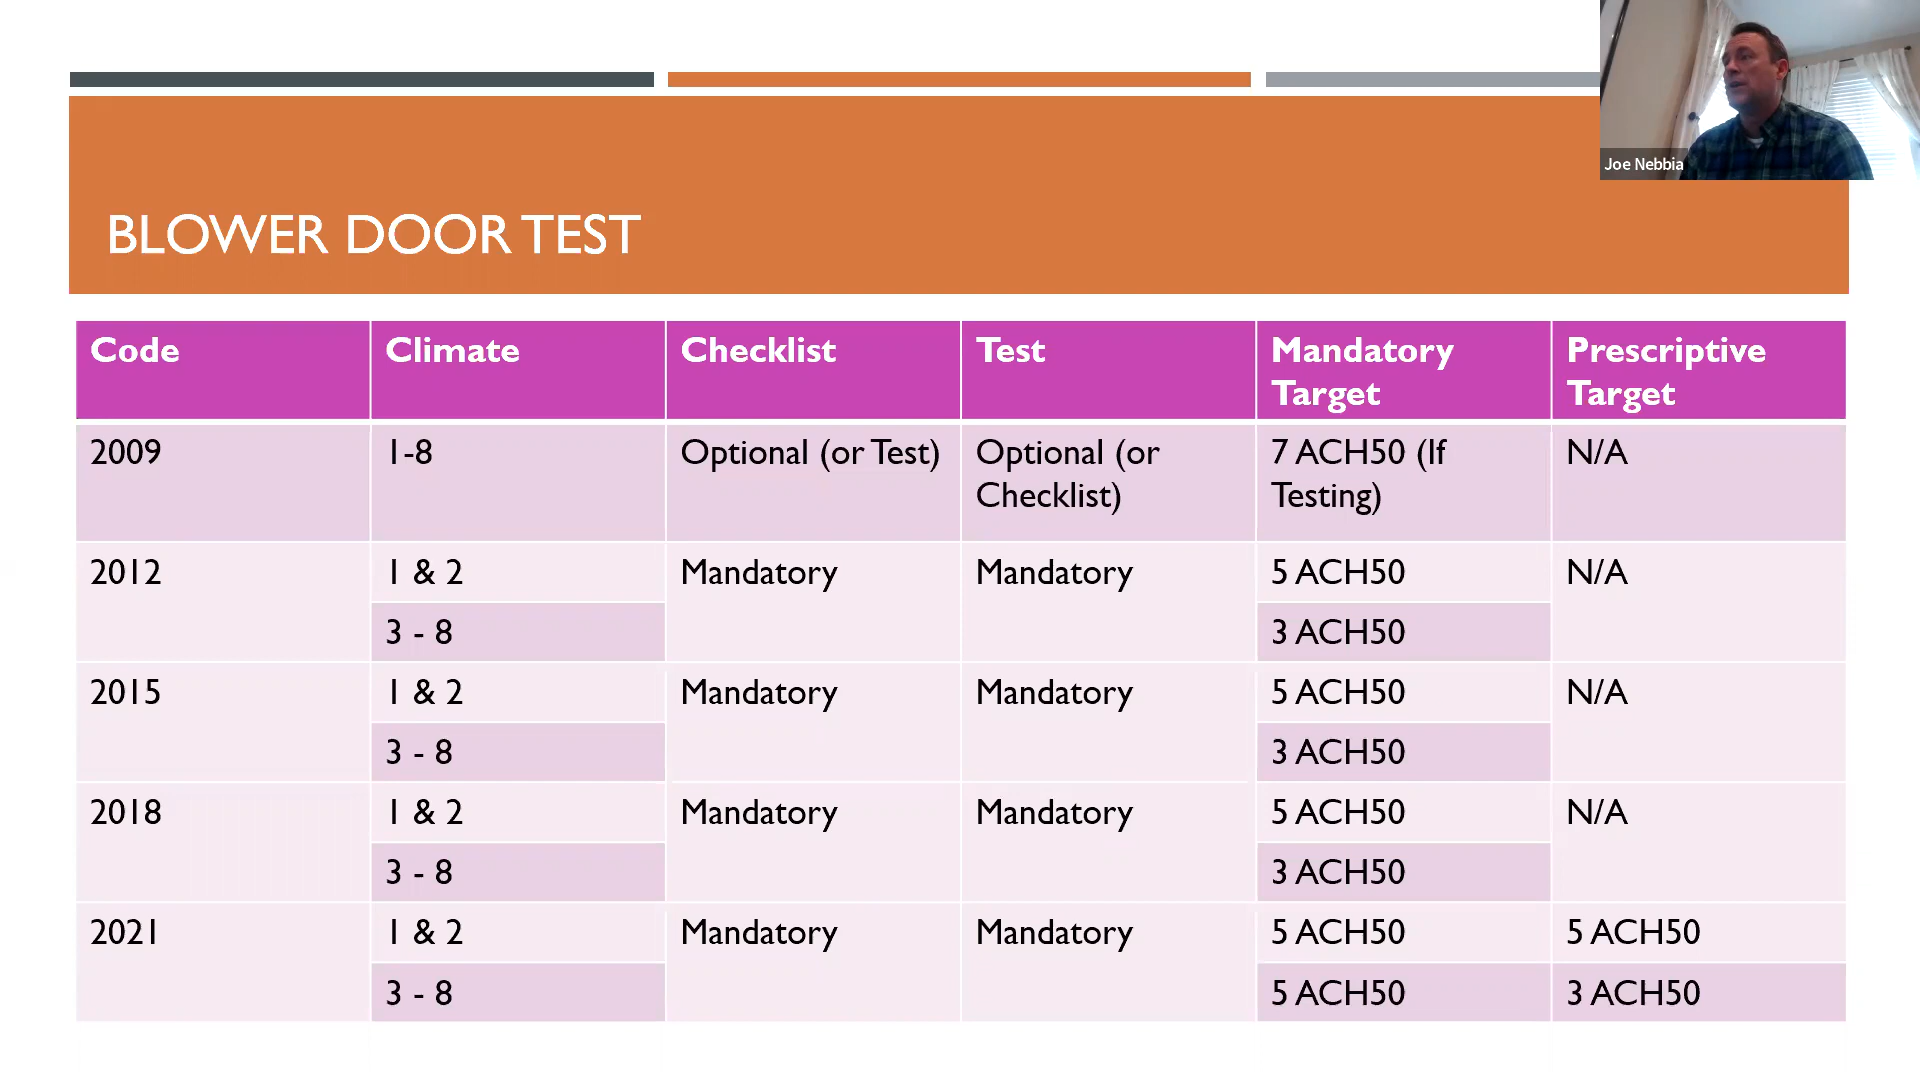 Joe Nebbia
BLOWER DOOR TEST
Code Climate Checklist Test Mandatory Target Prescriptive Target
2009 1-8 Optional (or Test) Optional (or Checklist) 7 ACH50 (If Testing) N/A
2012 1 & 2 Mandatory Mandatory 5 ACH50 N/A
3 - 8 3 ACH50
2015 1 & 2 Mandatory Mandatory 5 ACH50 N/A
3 - 8 3 ACH50
2018 1 & 2 Mandatory Mandatory 5 ACH50 N/A
3 - 8 3 ACH50
2021 1 & 2 Mandatory Mandatory 5 ACH50 5 ACH50
3 - 8 5 ACH50 3 ACH50